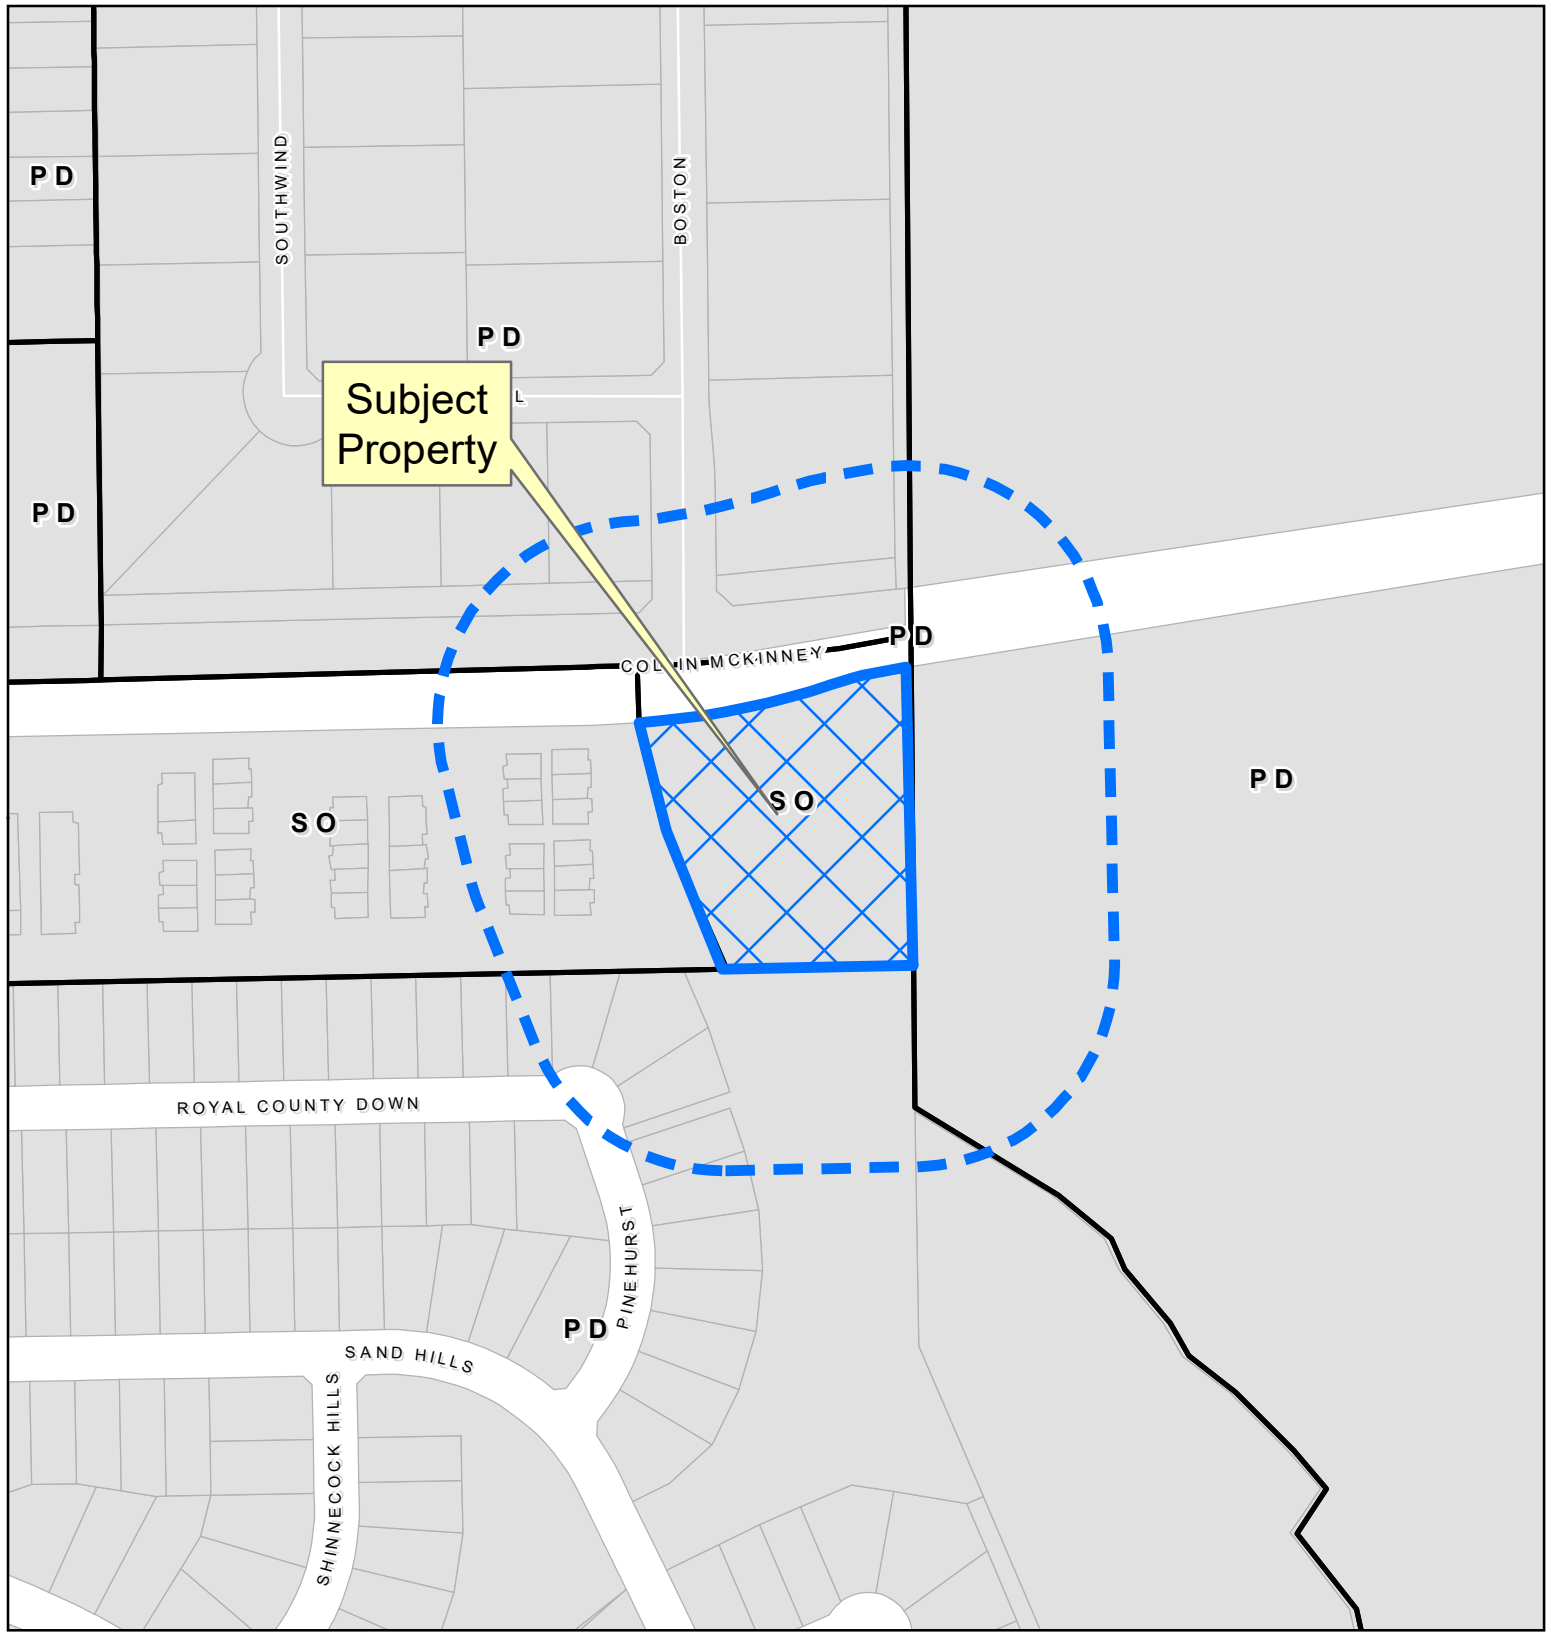 SOUTHWIND
BOSTON
PD
PD
Subject
Property
L
PD
PD
COLLIN MCKINNEY
PD
SO
SO
ROYAL COUNTY DOWN
PINEHURST
PD
SAND HILLS
SHINNECOCK HILLS